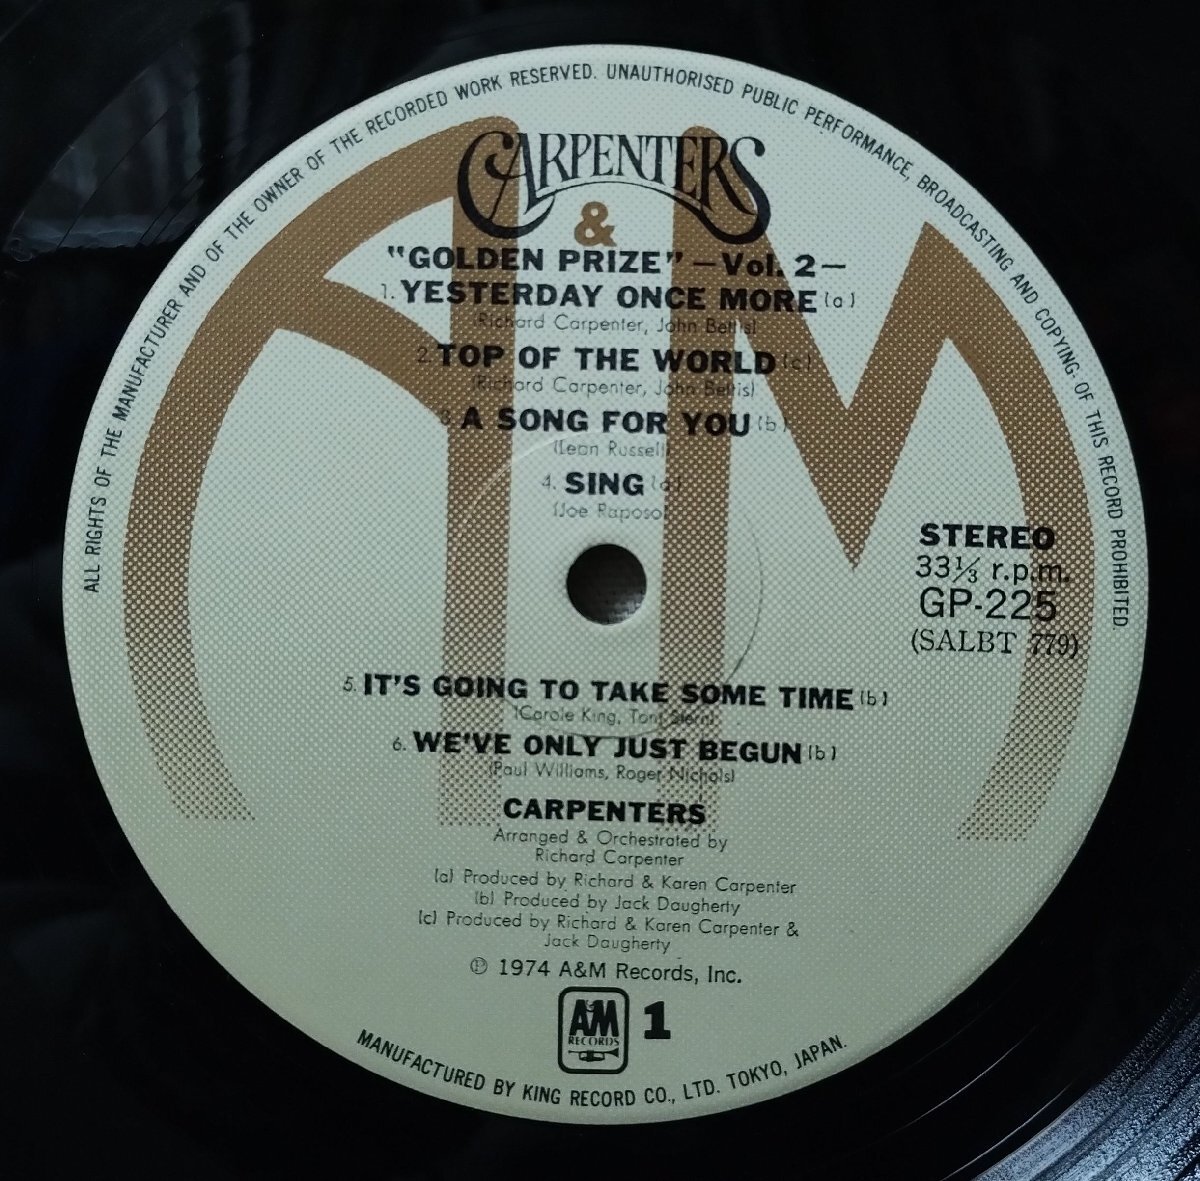 ALL RIGHTS OF THE MANUFACTURER AND OF THE OWNER OF THE RECORDED WORK RESERVED. UNAUTHORISED PUBLIC PERFORMANCE, BROADCASTING AND COPYING OF THIS RECORD PROHIBITED.
CARPENTERS
&
"GOLDEN PRIZE" —Vol. 2—
1. YESTERDAY ONCE MORE (a)
(Richard Carpenter, John Bettis)
2. TOP OF THE WORLD (c)
(Richard Carpenter, John Bettis)
3. A SONG FOR YOU (b)
(Leon Russell)
4. SING (a)
(Joe Raposo)
STEREO
33⅓ r.p.m.
GP-225
(SALBT 779)
5. IT'S GOING TO TAKE SOME TIME (b)
(Carole King, Toni Stern)
6. WE'VE ONLY JUST BEGUN (b)
(Paul Williams, Roger Nichols)
CARPENTERS
Arranged & Orchestrated by
Richard Carpenter
(a) Produced by Richard & Karen Carpenter
(b) Produced by Jack Daugherty
(c) Produced by Richard & Karen Carpenter &
Jack Daugherty
℗ 1974 A&M Records, Inc.
A&M RECORDS 1
MANUFACTURED BY KING RECORD CO., LTD. TOKYO, JAPAN.